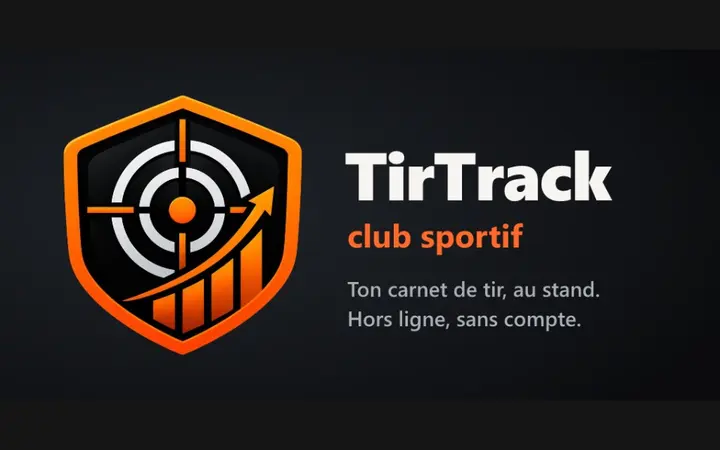 TirTrack
club sportif
Ton carnet de tir, au stand.
Hors ligne, sans compte.